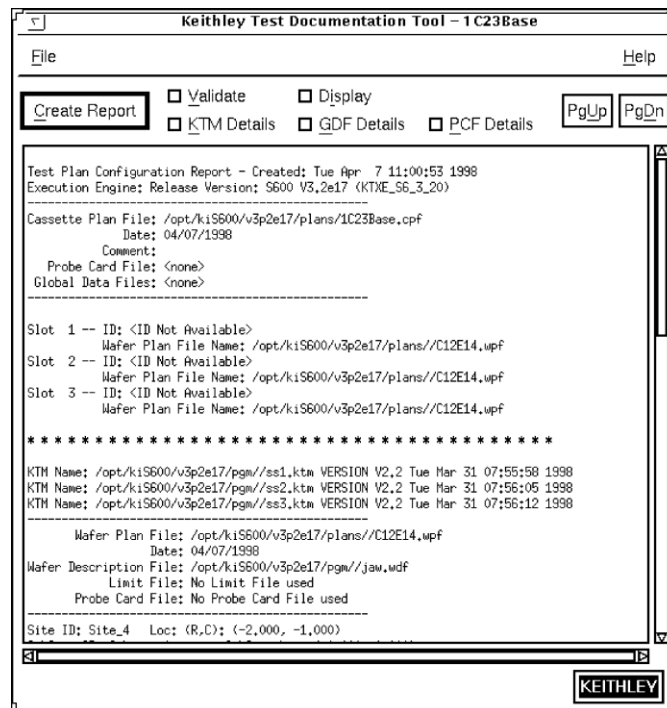 Keithley Test Documentation Tool – 1C23Base
File Help
Create Report Validate Display PgUp PgDn
KTM Details GDF Details PCF Details
Test Plan Configuration Report - Created: Tue Apr 7 11:00:53 1998
Execution Engine: Release Version: S600 V3.2e17 (KTXE_S6_3_20)
--------------------------------------------------
Cassette Plan File: /opt/kiS600/v3p2e17/plans/1C23Base.cpf
Date: 04/07/1998
Comment:
Probe Card File: <none>
Global Data Files: <none>
--------------------------------------------------
Slot 1 -- ID: <ID Not Available>
Wafer Plan File Name: /opt/kiS600/v3p2e17/plans//C12E14.wpf
Slot 2 -- ID: <ID Not Available>
Wafer Plan File Name: /opt/kiS600/v3p2e17/plans//C12E14.wpf
Slot 3 -- ID: <ID Not Available>
Wafer Plan File Name: /opt/kiS600/v3p2e17/plans//C12E14.wpf
* * * * * * * * * * * * * * * * * * * * * * * * * * * * * * * * * * * * * * *
KTM Name: /opt/kiS600/v3p2e17/pgm//ss1.ktm VERSION V2.2 Tue Mar 31 07:55:58 1998
KTM Name: /opt/kiS600/v3p2e17/pgm//ss2.ktm VERSION V2.2 Tue Mar 31 07:56:05 1998
KTM Name: /opt/kiS600/v3p2e17/pgm//ss3.ktm VERSION V2.2 Tue Mar 31 07:56:12 1998
--------------------------------------------------
Wafer Plan File: /opt/kiS600/v3p2e17/plans//C12E14.wpf
Date: 04/07/1998
Wafer Description File: /opt/kiS600/v3p2e17/pgm//jaw.wdf
Limit File: No Limit File used
Probe Card File: No Probe Card File used
--------------------------------------------------
Site ID: Site_4 Loc: (R,C): (-2.000, -1.000)
KEITHLEY